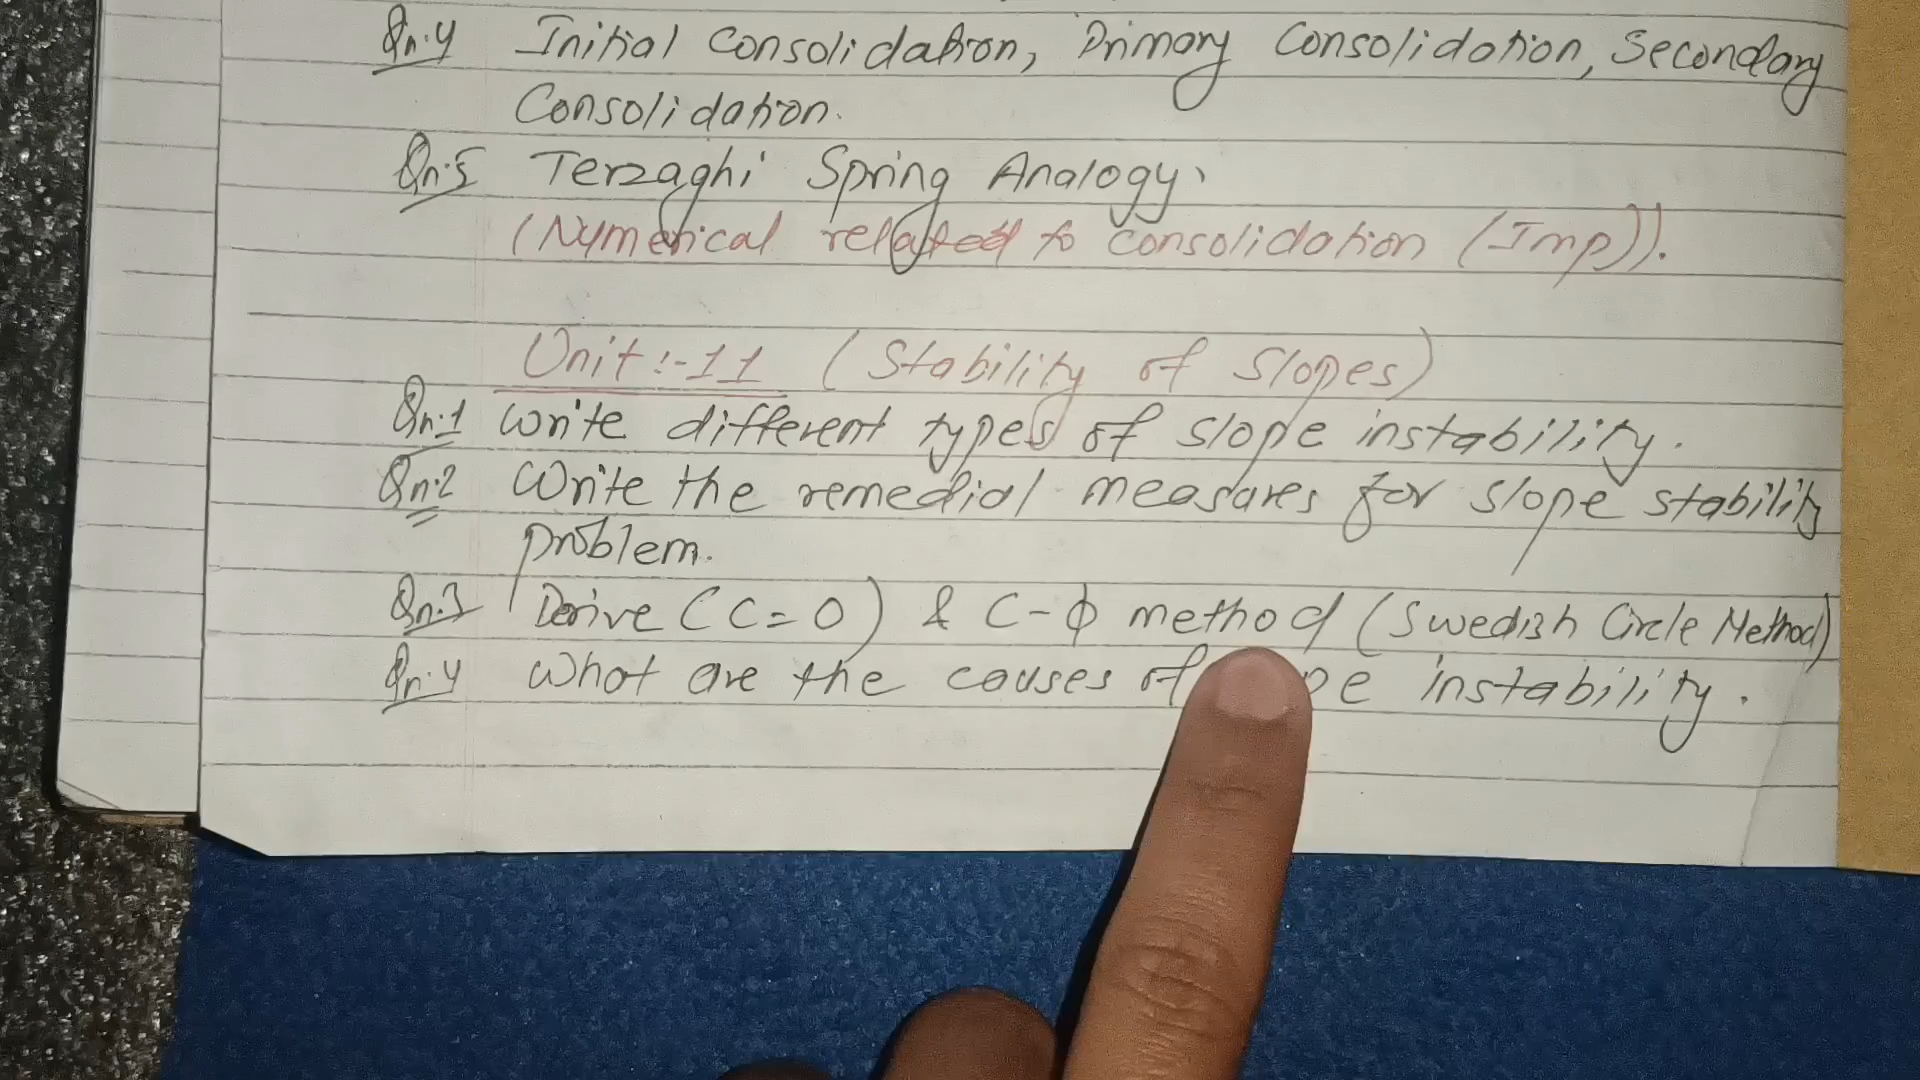 Qn.4 Initial Consolidation, Primary Consolidation, Secondary
Consolidation.
Qn.5 Terzaghi Spring Analogy.
(Numerical related to consolidation (Imp)).
Unit :- 11 (Stability of Slopes)
Qn.1 Write different types of slope instability.
Qn.2 Write the remedial measures for slope stability
problem.
Qn.3 Derive (C=0) & C-φ method (Swedish Circle Method)
Qn.4 What are the causes of pe instability.